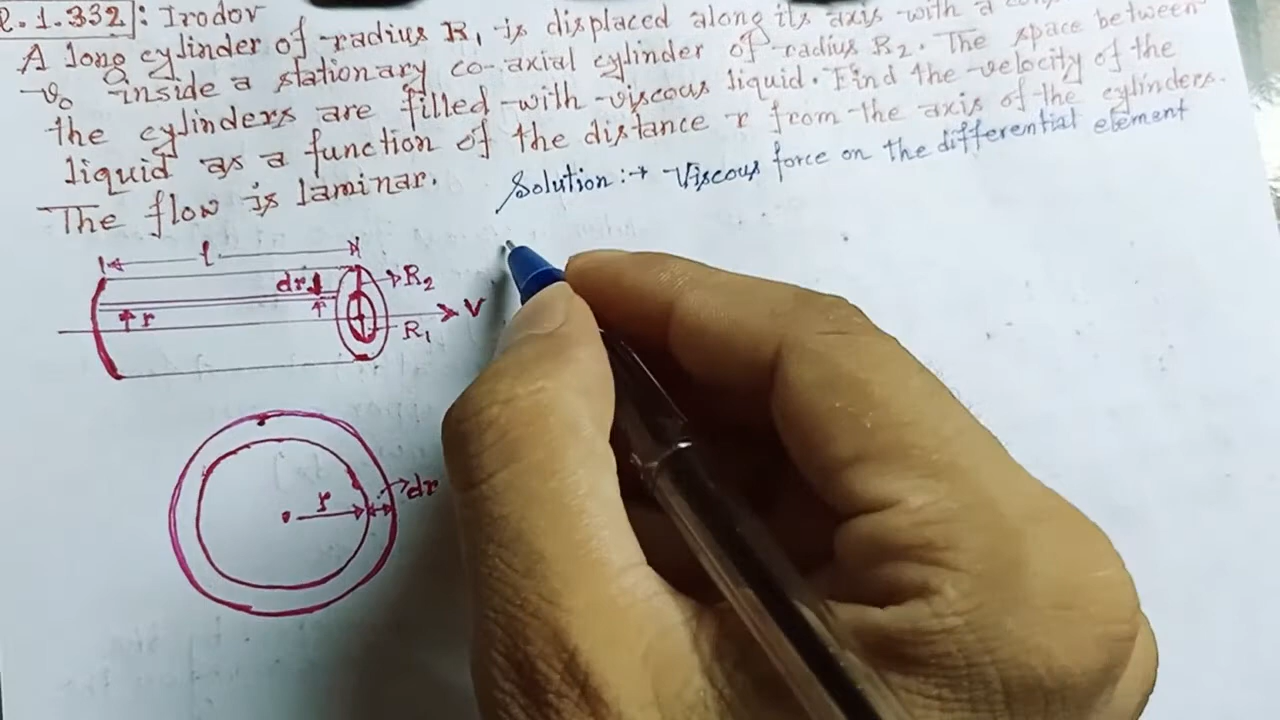 Q.1.332: Irodov
A long cylinder of radius R₁ is displaced along its axis with a
v₀ inside a stationary co-axial cylinder of radius R₂. The space between
the cylinders are filled with viscous liquid. Find the velocity of the
liquid as a function of the distance r from the axis of the cylinders.
The flow is laminar.
Solution:→ Viscous force on the differential element
l
dr
R₂
r
V
R₁
r
dr